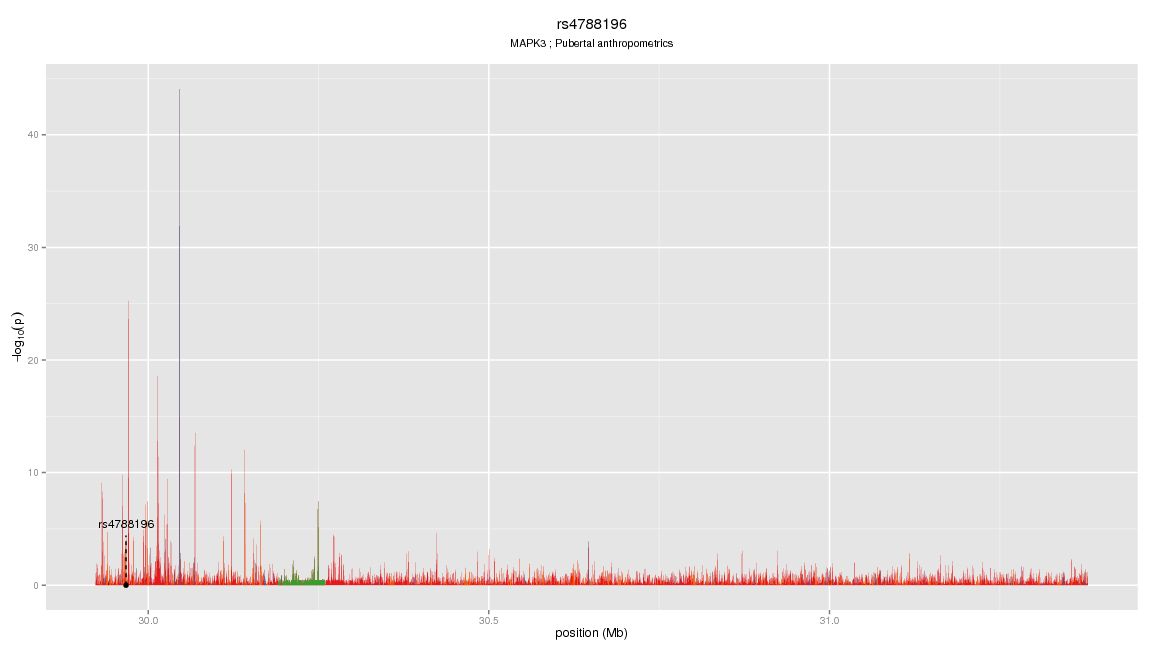 rs4788196
MAPK3 ; Pubertal anthropometrics
−log10(p)
40
30
20
10
0
rs4788196
30.0
30.5
31.0
position (Mb)